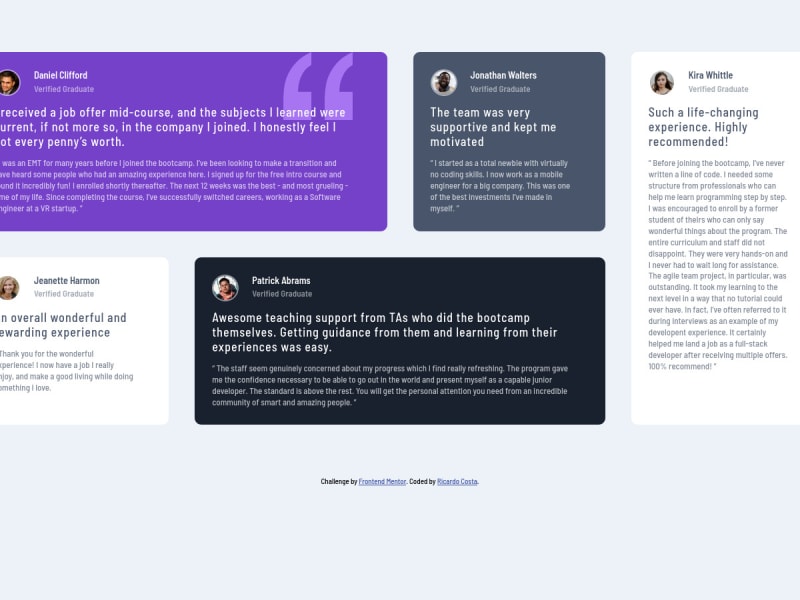 Daniel Clifford
Verified Graduate
received a job offer mid-course, and the subjects I learned were
urrent, if not more so, in the company I joined. I honestly feel I
ot every penny's worth.
was an EMT for many years before I joined the bootcamp. I've been looking to make a transition and
ave heard some people who had an amazing experience here. I signed up for the free intro course and
ound it incredibly fun! I enrolled shortly thereafter. The next 12 weeks was the best - and most grueling -
me of my life. Since completing the course, I've successfully switched careers, working as a Software
ngineer at a VR startup. "
Jonathan Walters
Verified Graduate
The team was very
supportive and kept me
motivated
" I started as a total newbie with virtually
no coding skills. I now work as a mobile
engineer for a big company. This was one
of the best investments I've made in
myself. "
Kira Whittle
Verified Graduate
Such a life-changing
experience. Highly
recommended!
" Before joining the bootcamp, I've never
written a line of code. I needed some
structure from professionals who can
help me learn programming step by step.
I was encouraged to enroll by a former
student of theirs who can only say
wonderful things about the program. The
entire curriculum and staff did not
disappoint. They were very hands-on and
I never had to wait long for assistance.
The agile team project, in particular, was
outstanding. It took my learning to the
next level in a way that no tutorial could
ever have. In fact, I've often referred to it
during interviews as an example of my
developent experience. It certainly
helped me land a job as a full-stack
developer after receiving multiple offers.
100% recommend! "
Jeanette Harmon
Verified Graduate
n overall wonderful and
ewarding experience
Thank you for the wonderful
xperience! I now have a job I really
njoy, and make a good living while doing
omething I love.
Patrick Abrams
Verified Graduate
Awesome teaching support from TAs who did the bootcamp
themselves. Getting guidance from them and learning from their
experiences was easy.
" The staff seem genuinely concerned about my progress which I find really refreshing. The program gave
me the confidence necessary to be able to go out in the world and present myself as a capable junior
developer. The standard is above the rest. You will get the personal attention you need from an incredible
community of smart and amazing people. "
Challenge by Frontend Mentor. Coded by Ricardo Costa.